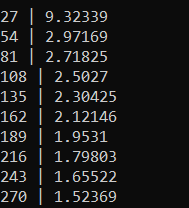 27 | 9.32339
54 | 2.97169
81 | 2.71825
108 | 2.5027
135 | 2.30425
162 | 2.12146
189 | 1.9531
216 | 1.79803
243 | 1.65522
270 | 1.52369